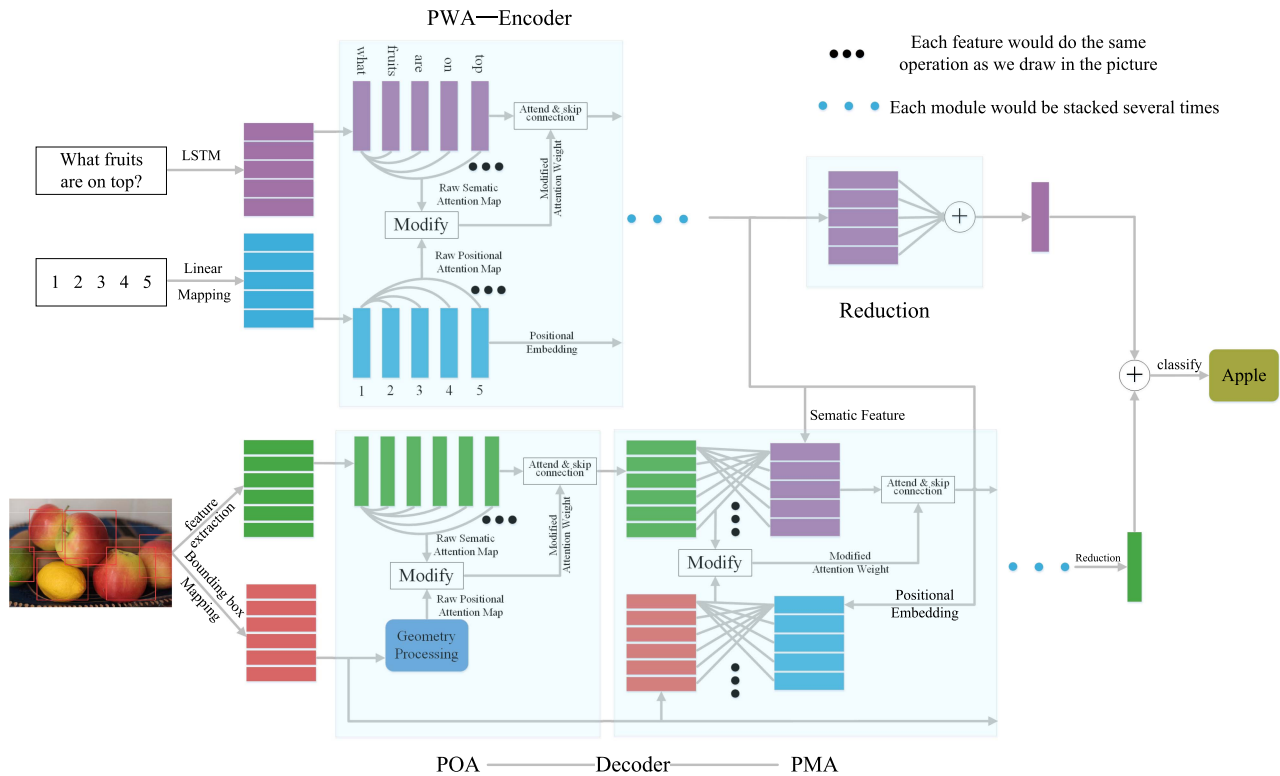 PWA—Encoder
Each feature would do the same
operation as we draw in the picture
Each module would be stacked several times
what
fruits
are
on
top
Attend & skip
connection
What fruits
are on top?
LSTM
Raw Sematic
Attention Map
Modified
Attention Weight
Modify
Raw Positional
Attention Map
1 2 3 4 5
Linear
Mapping
Positional
Embedding
1 2 3 4 5
+
Reduction
+
classify
Apple
Sematic Feature
feature
extraction
Bounding box
Mapping
Attend & skip
connection
Raw Sematic
Attention Map
Modified
Attention Weight
Modify
Raw Positional
Attention Map
Geometry
Processing
Attend & skip
connection
Modify
Modified
Attention Weight
Positional
Embedding
Reduction
POA
Decoder
PMA